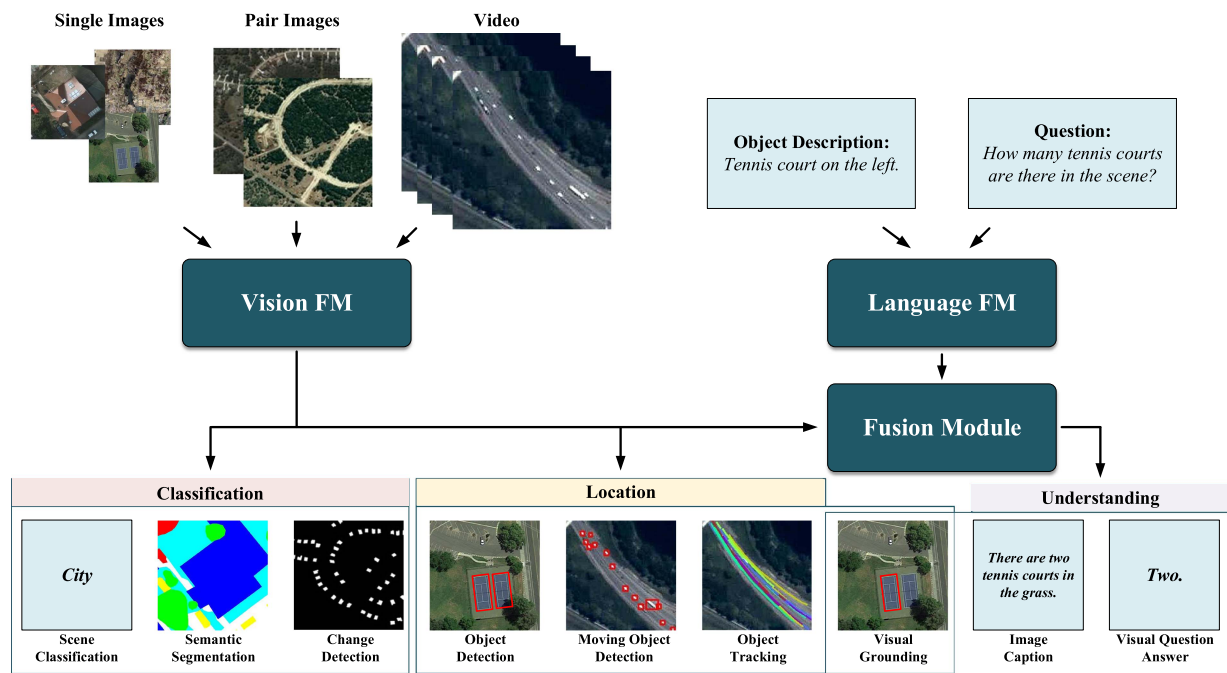 Single Images
Pair Images
Video
Object Description:
Tennis court on the left.
Question:
How many tennis courts
are there in the scene?
Vision FM
Language FM
Fusion Module
Classification
Location
Understanding
City
There are two
tennis courts in
the grass.
Two.
Scene
Classification
Semantic
Segmentation
Change
Detection
Object
Detection
Moving Object
Detection
Object
Tracking
Visual
Grounding
Image
Caption
Visual Question
Answer